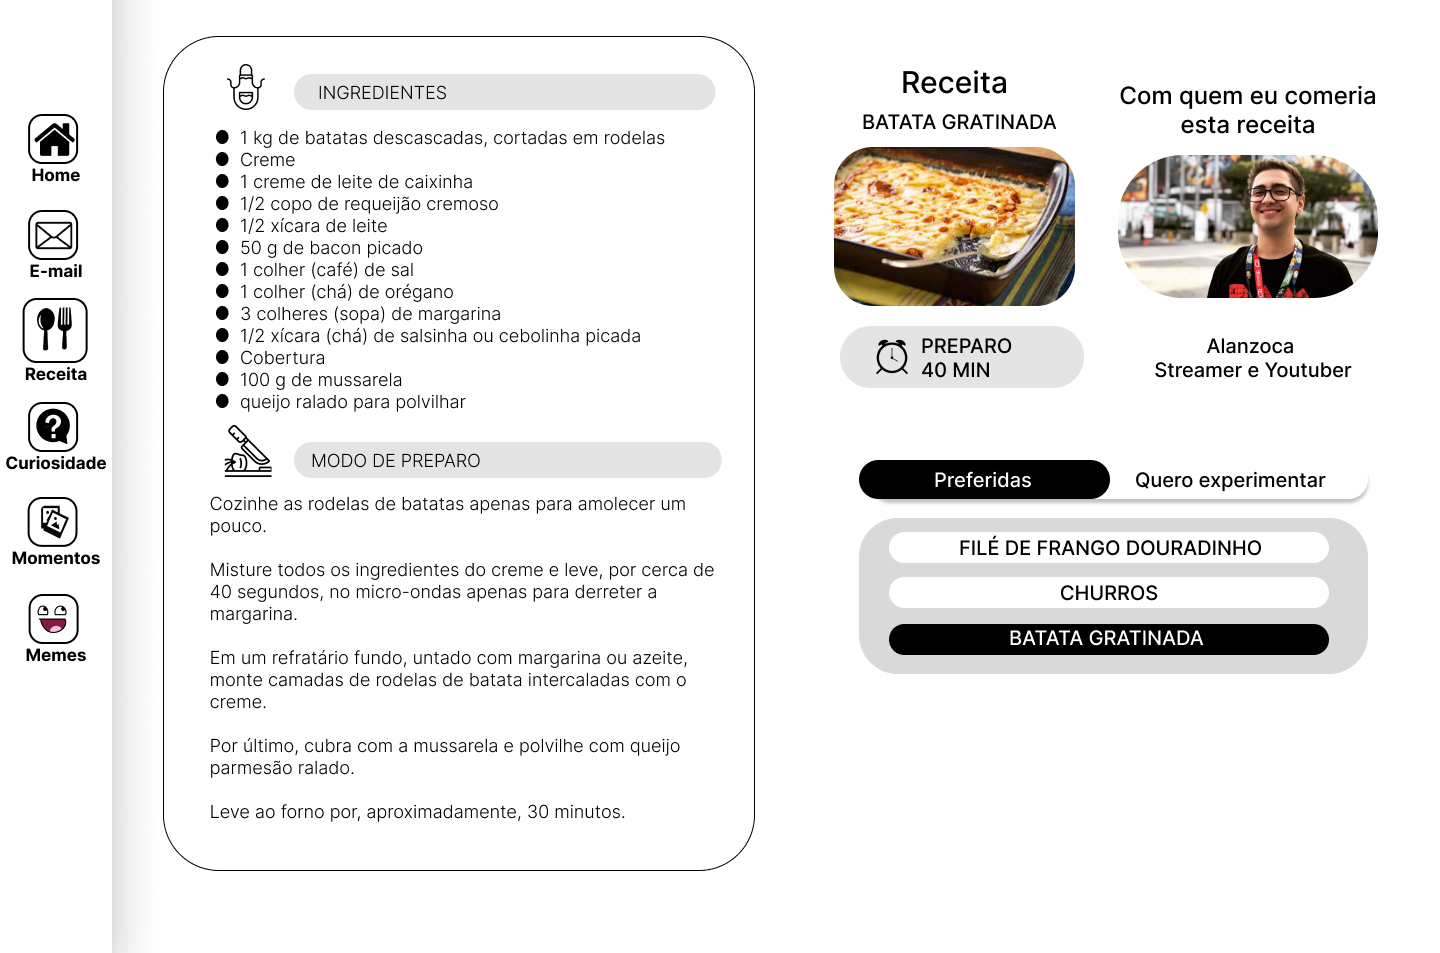 Home
E-mail
Receita
Curiosidade
Momentos
Memes
INGREDIENTES
1 kg de batatas descascadas, cortadas em rodelas
Creme
1 creme de leite de caixinha
1/2 copo de requeijão cremoso
1/2 xícara de leite
50 g de bacon picado
1 colher (café) de sal
1 colher (chá) de orégano
3 colheres (sopa) de margarina
1/2 xícara (chá) de salsinha ou cebolinha picada
Cobertura
100 g de mussarela
queijo ralado para polvilhar
MODO DE PREPARO
Cozinhe as rodelas de batatas apenas para amolecer um
pouco.
Misture todos os ingredientes do creme e leve, por cerca de
40 segundos, no micro-ondas apenas para derreter a
margarina.
Em um refratário fundo, untado com margarina ou azeite,
monte camadas de rodelas de batata intercaladas com o
creme.
Por último, cubra com a mussarela e polvilhe com queijo
parmesão ralado.
Leve ao forno por, aproximadamente, 30 minutos.
Receita
BATATA GRATINADA
PREPARO
40 MIN
Com quem eu comeria
esta receita
Alanzoca
Streamer e Youtuber
Preferidas
Quero experimentar
FILÉ DE FRANGO DOURADINHO
CHURROS
BATATA GRATINADA